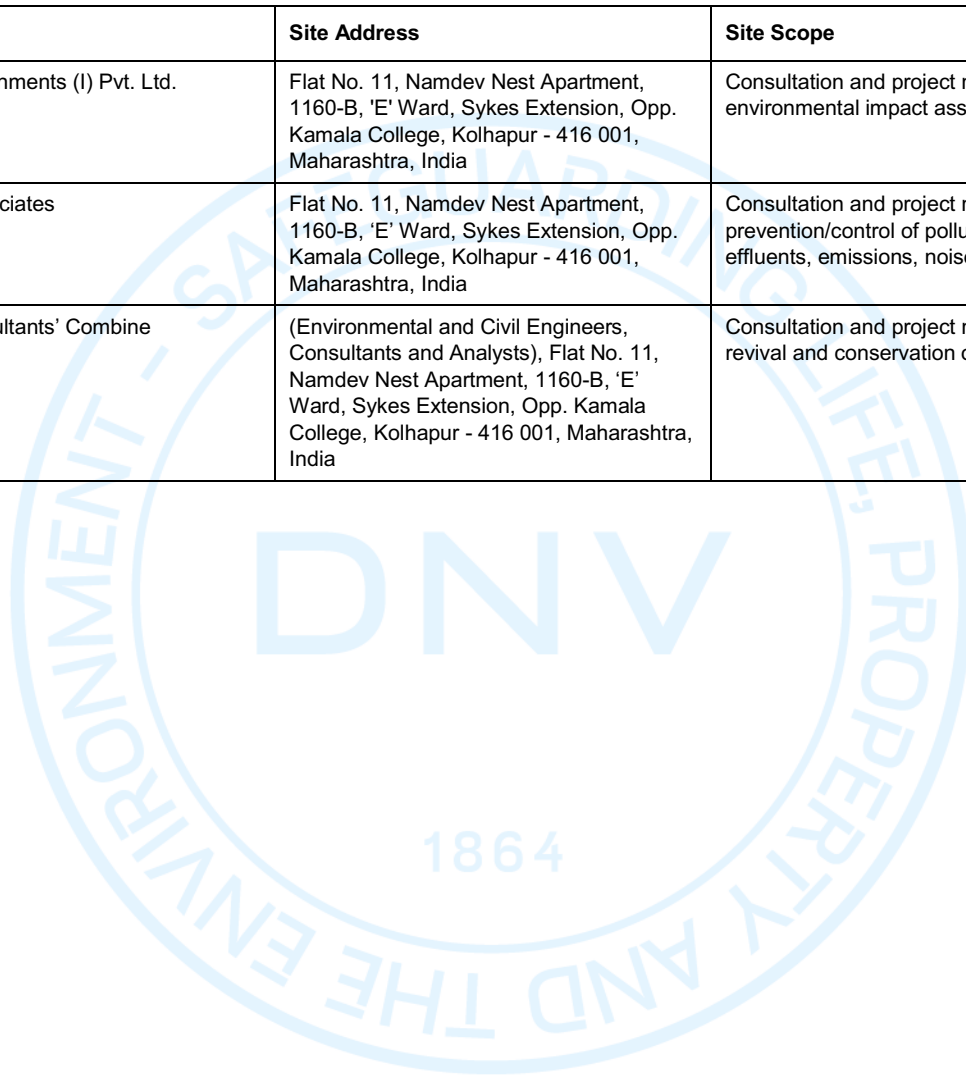 Site Address
Site Scope
nments (I) Pvt. Ltd.
Flat No. 11, Namdev Nest Apartment,
1160-B, 'E' Ward, Sykes Extension, Opp.
Kamala College, Kolhapur - 416 001,
Maharashtra, India
Consultation and project
environmental impact ass
ciates
Flat No. 11, Namdev Nest Apartment,
1160-B, ‘E’ Ward, Sykes Extension, Opp.
Kamala College, Kolhapur - 416 001,
Maharashtra, India
Consultation and project
prevention/control of pollu
effluents, emissions, nois
ultants’ Combine
(Environmental and Civil Engineers,
Consultants and Analysts), Flat No. 11,
Namdev Nest Apartment, 1160-B, ‘E’
Ward, Sykes Extension, Opp. Kamala
College, Kolhapur - 416 001, Maharashtra,
India
Consultation and project
revival and conservation
SAFEGUARDING LIFE, PROPERTY AND THE ENVIRONMENT -
DNV
1864